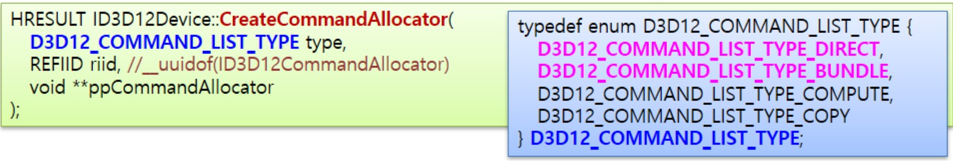 HRESULT ID3D12Device::CreateCommandAllocator(
D3D12_COMMAND_LIST_TYPE type,
REFIID riid, //__uuidof(ID3D12CommandAllocator)
void **ppCommandAllocator
);
typedef enum D3D12_COMMAND_LIST_TYPE {
D3D12_COMMAND_LIST_TYPE_DIRECT,
D3D12_COMMAND_LIST_TYPE_BUNDLE,
D3D12_COMMAND_LIST_TYPE_COMPUTE,
D3D12_COMMAND_LIST_TYPE_COPY
} D3D12_COMMAND_LIST_TYPE;